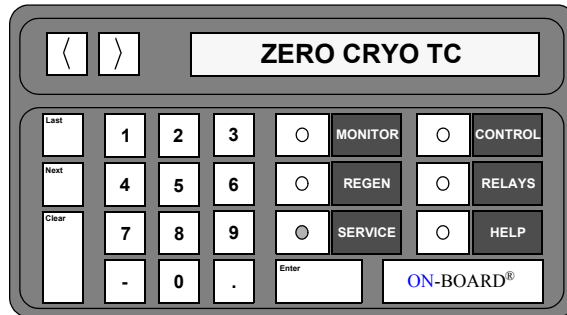 〈 〉 ZERO CRYO TC
Last 1 2 3 MONITOR CONTROL
Next 4 5 6 REGEN RELAYS
Clear 7 8 9 SERVICE HELP
- 0 . Enter ON-BOARD®